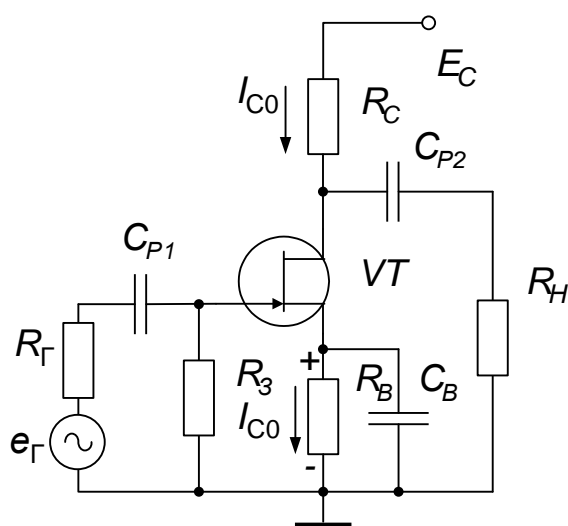 E_C
I_C0
R_C
C_P2
C_P1
VT
R_H
R_Г
R_З
+
R_B
C_B
I_C0
e_Г
-